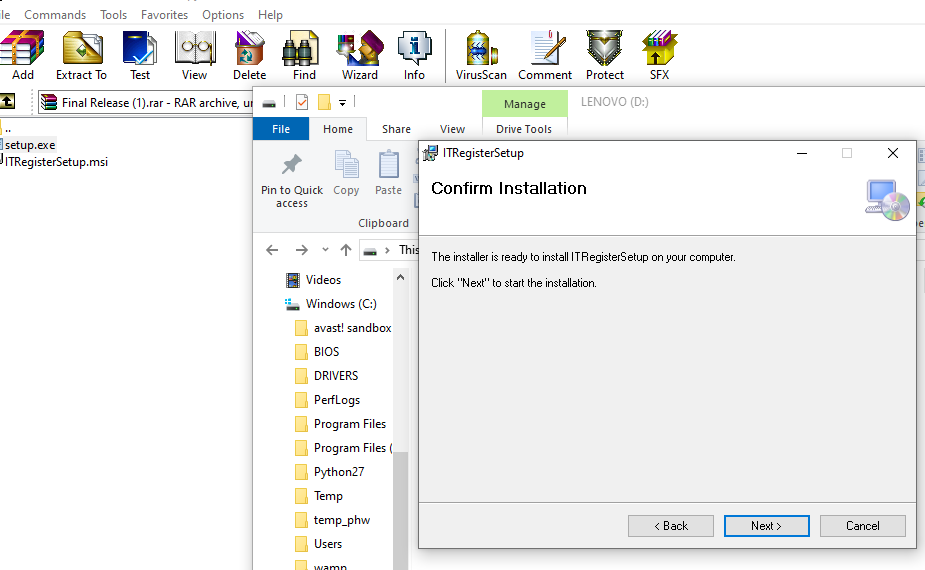 Commands Tools Favorites Options Help
Add Extract To Test View Delete Find Wizard Info VirusScan Comment Protect SFX
Final Release (1).rar - RAR archive, un
..
setup.exe
ITRegisterSetup.msi
Manage LENOVO (D:)
File Home Share View Drive Tools
Pin to Quick access
Copy
Paste
Clipboard
This
Videos
Windows (C:)
avast! sandbox
BIOS
DRIVERS
PerfLogs
Program Files
Program Files (
Python27
Temp
temp_phw
Users
wamp
ITRegisterSetup
Confirm Installation
The installer is ready to install ITRegisterSetup on your computer.
Click "Next" to start the installation.
< Back Next > Cancel